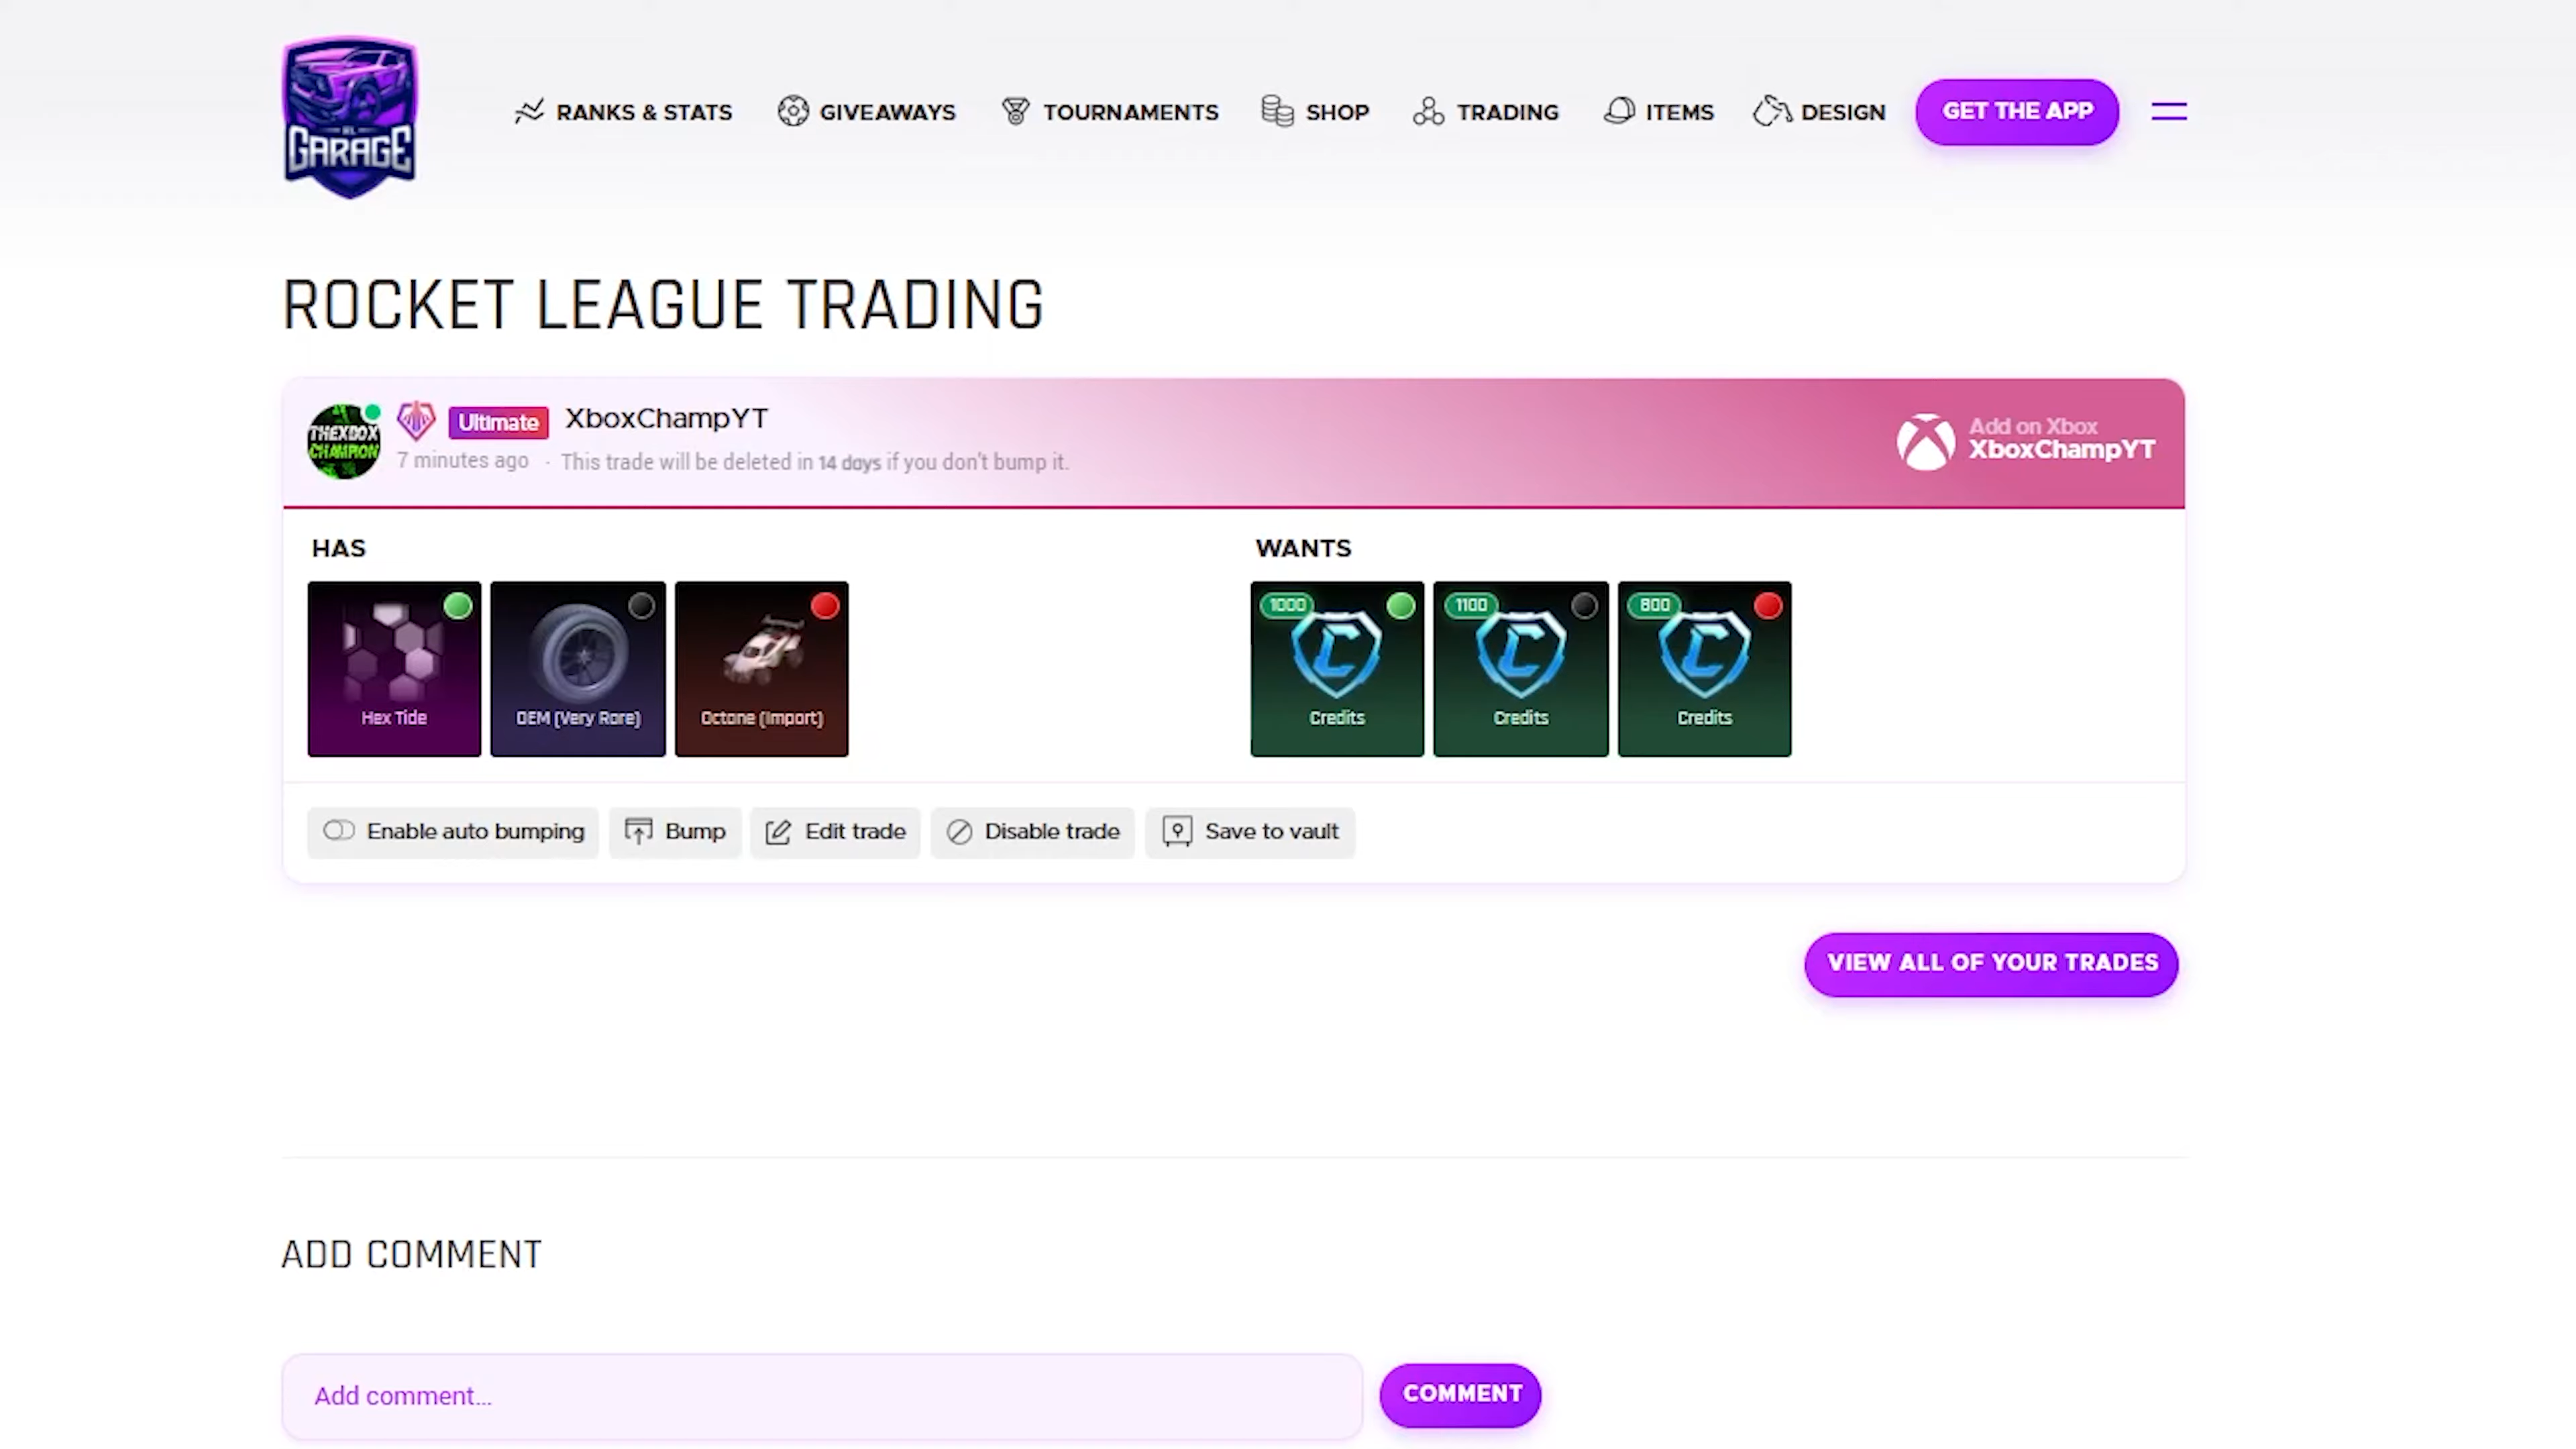 RL
GARAGE
RANKS & STATS
GIVEAWAYS
TOURNAMENTS
SHOP
TRADING
ITEMS
DESIGN
GET THE APP
ROCKET LEAGUE TRADING
THEXBOX
CHAMPION
Ultimate XboxChampYT
7 minutes ago · This trade will be deleted in 14 days if you don't bump it.
Add on Xbox
XboxChampYT
HAS
Hex Tide
OEM (Very Rare)
Octane (Import)
WANTS
1000
Credits
1100
Credits
800
Credits
Enable auto bumping
Bump
Edit trade
Disable trade
Save to vault
VIEW ALL OF YOUR TRADES
ADD COMMENT
Add comment...
COMMENT